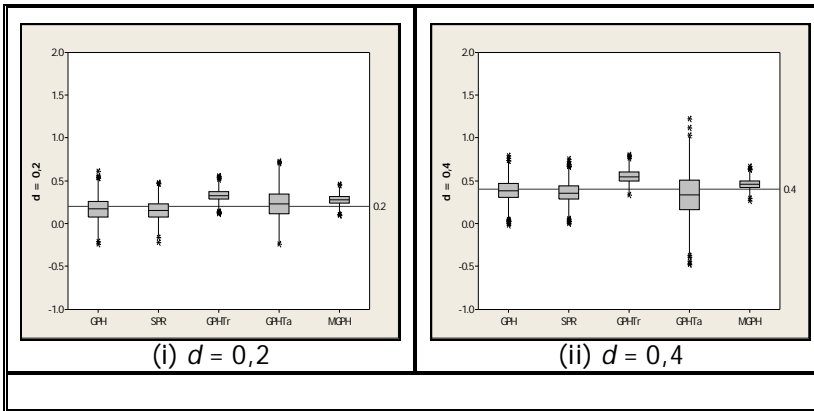 2.0
1.5
1.0
0.5
0.0
-0.5
-1.0
d = 0,2
0.2
GPH SPR GPHTr GPHTa MGPH
(i) d = 0,2
2.0
1.5
1.0
0.5
0.0
-0.5
-1.0
d = 0,4
0.4
GPH SPR GPHTr GPHTa MGPH
(ii) d = 0,4